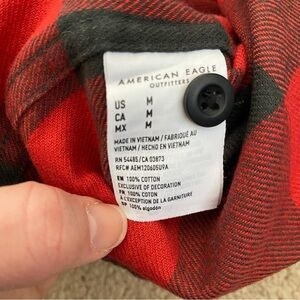 AMERICAN EAGLE
OUTFITTERS
US M
CA M
MX M
MADE IN VIETNAM / FABRIQUÉ AU
VIETNAM / HECHO EN VIETNAM
RN 54485/CA 03873
RFC# AEM120605U9A
EN 100% COTTON
EXCLUSIVE OF DECORATION
FR 100% COTON
À L'EXCEPTION DE LA GARNITURE
SP 100% algodón